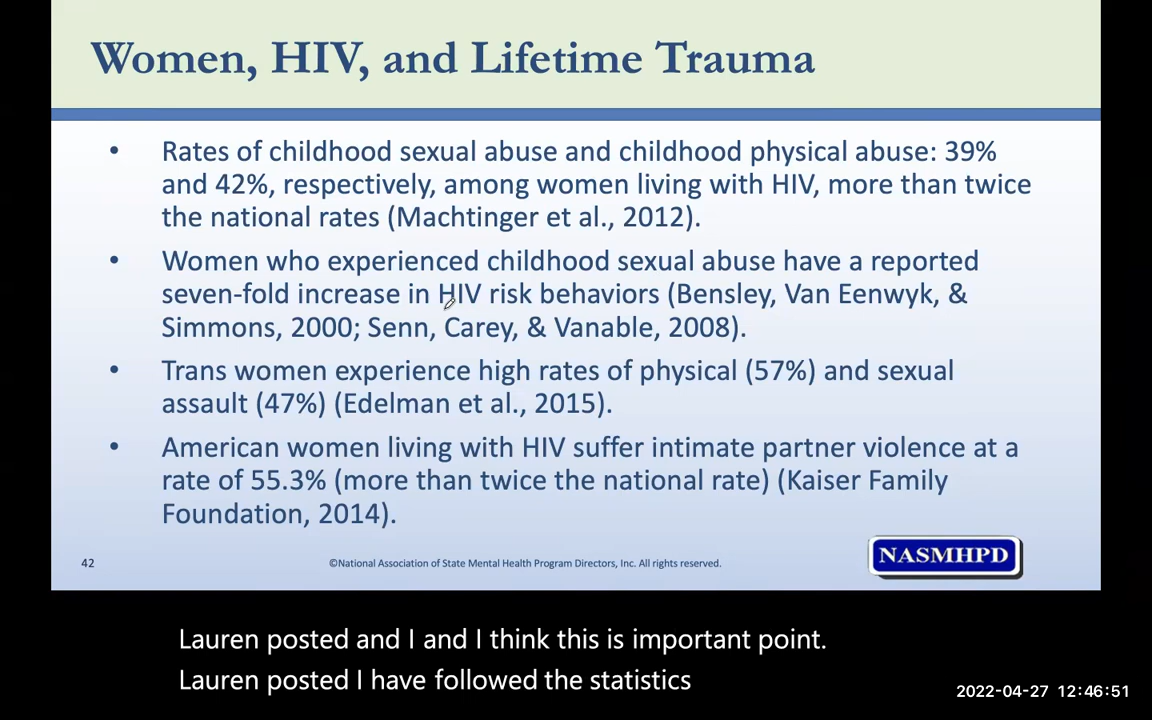 Women, HIV, and Lifetime Trauma
• Rates of childhood sexual abuse and childhood physical abuse: 39%
and 42%, respectively, among women living with HIV, more than twice
the national rates (Machtinger et al., 2012).
• Women who experienced childhood sexual abuse have a reported
seven-fold increase in HIV risk behaviors (Bensley, Van Eenwyk, &
Simmons, 2000; Senn, Carey, & Vanable, 2008).
• Trans women experience high rates of physical (57%) and sexual
assault (47%) (Edelman et al., 2015).
• American women living with HIV suffer intimate partner violence at a
rate of 55.3% (more than twice the national rate) (Kaiser Family
Foundation, 2014).
42
©National Association of State Mental Health Program Directors, Inc. All rights reserved.
NASMHPD
Lauren posted and I and I think this is important point.
Lauren posted I have followed the statistics
2022-04-27 12:46:51